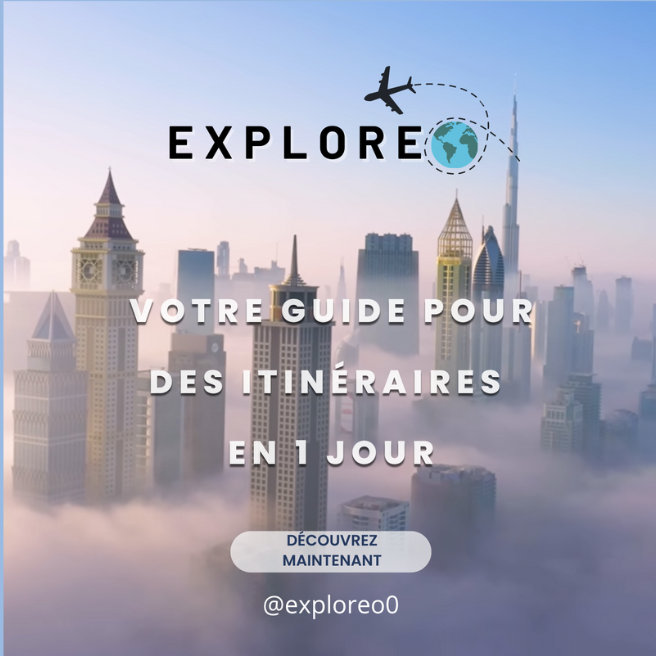 EXPLORE
VOTRE GUIDE POUR
DES ITINÉRAIRES
EN 1 JOUR
DÉCOUVREZ
MAINTENANT
@exploreo0